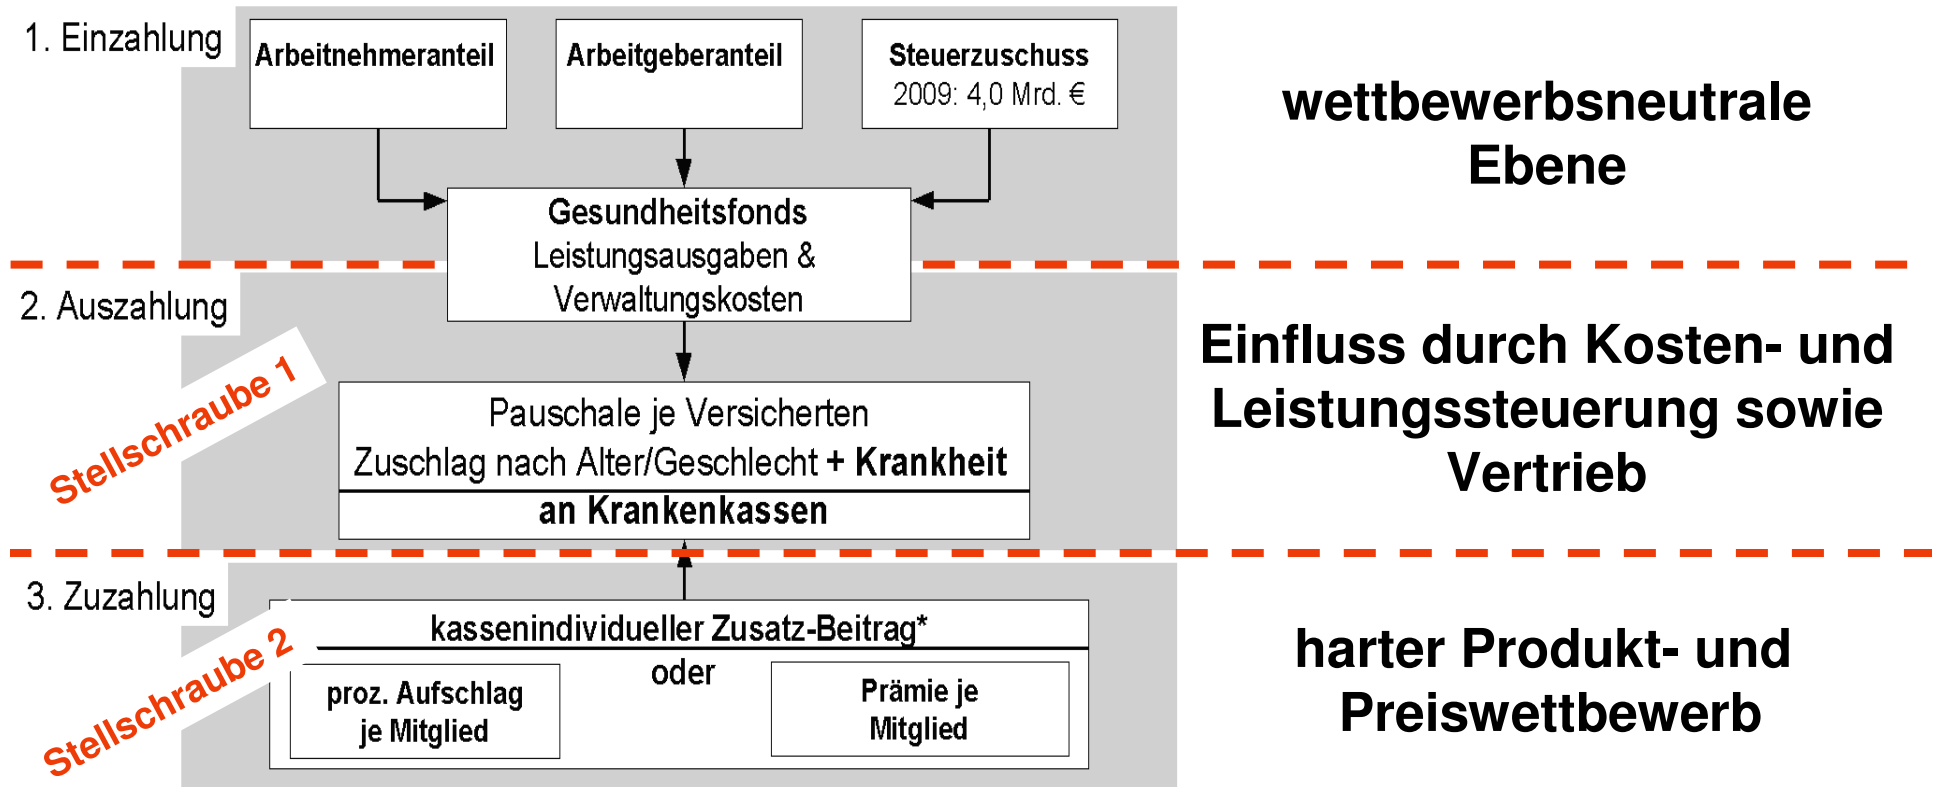 1. Einzahlung
Arbeitnehmeranteil
Arbeitgeberanteil
Steuerzuschuss
2009: 4,0 Mrd. €
wettbewerbsneutrale
Ebene
Gesundheitsfonds
Leistungsausgaben &
Verwaltungskosten
2. Auszahlung
Stellschraube 1
Pauschale je Versicherten
Zuschlag nach Alter/Geschlecht + Krankheit
an Krankenkassen
Einfluss durch Kosten- und
Leistungssteuerung sowie
Vertrieb
3. Zuzahlung
Stellschraube 2
kassenindividueller Zusatz-Beitrag*
oder
proz. Aufschlag
je Mitglied
Prämie je
Mitglied
harter Produkt- und
Preiswettbewerb